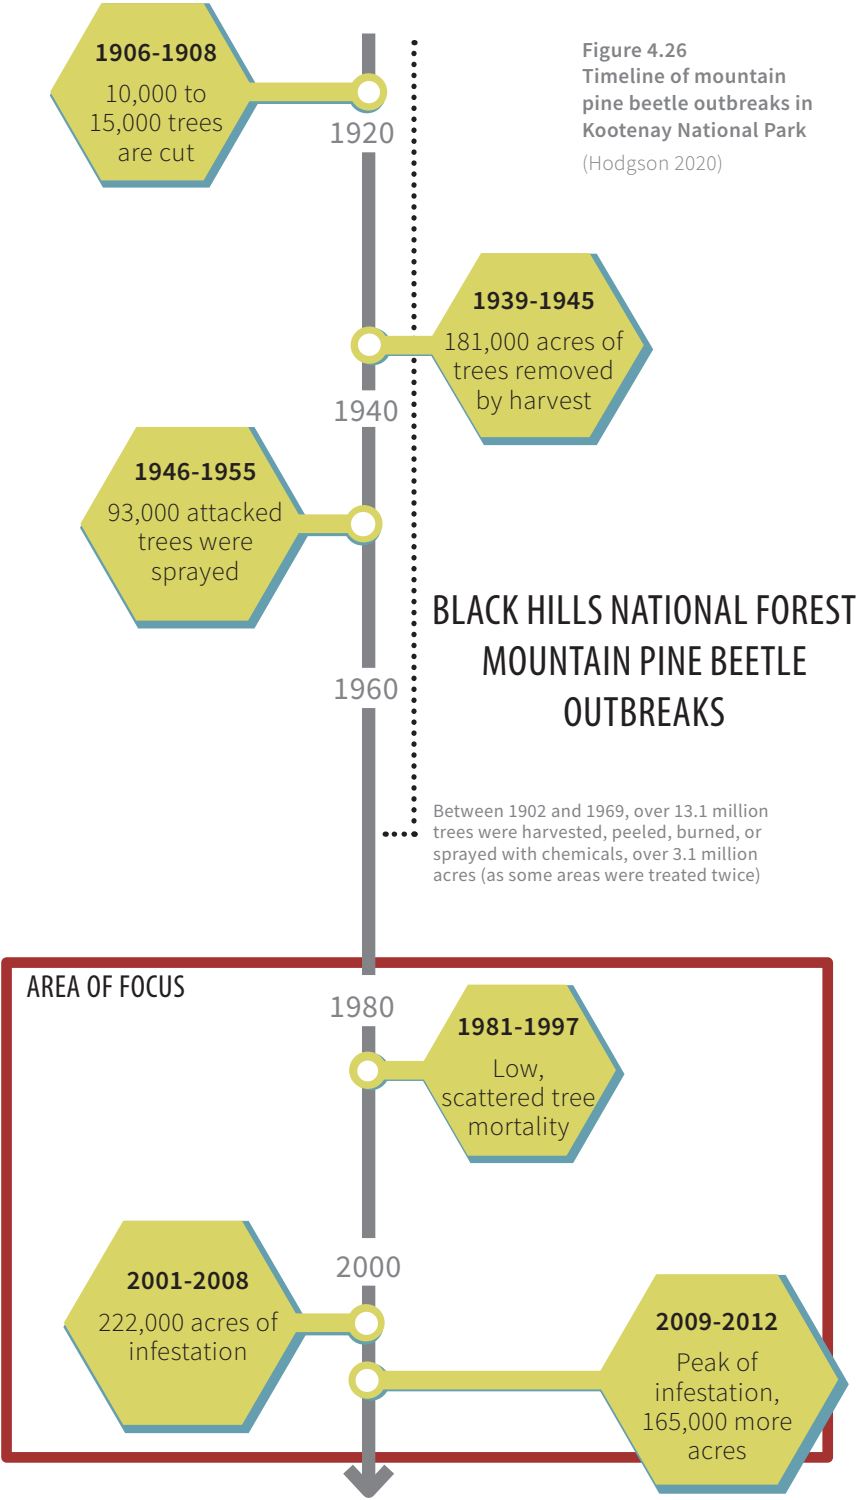 1906-1908
10,000 to
15,000 trees
are cut
Figure 4.26
Timeline of mountain
pine beetle outbreaks in
Kootenay National Park
(Hodgson 2020)
1920
1939-1945
181,000 acres of
trees removed
by harvest
1940
1946-1955
93,000 attacked
trees were
sprayed
BLACK HILLS NATIONAL FOREST
MOUNTAIN PINE BEETLE
OUTBREAKS
1960
Between 1902 and 1969, over 13.1 million
trees were harvested, peeled, burned, or
sprayed with chemicals, over 3.1 million
acres (as some areas were treated twice)
AREA OF FOCUS
1980
1981-1997
Low,
scattered tree
mortality
2000
2001-2008
222,000 acres of
infestation
2009-2012
Peak of
infestation,
165,000 more
acres